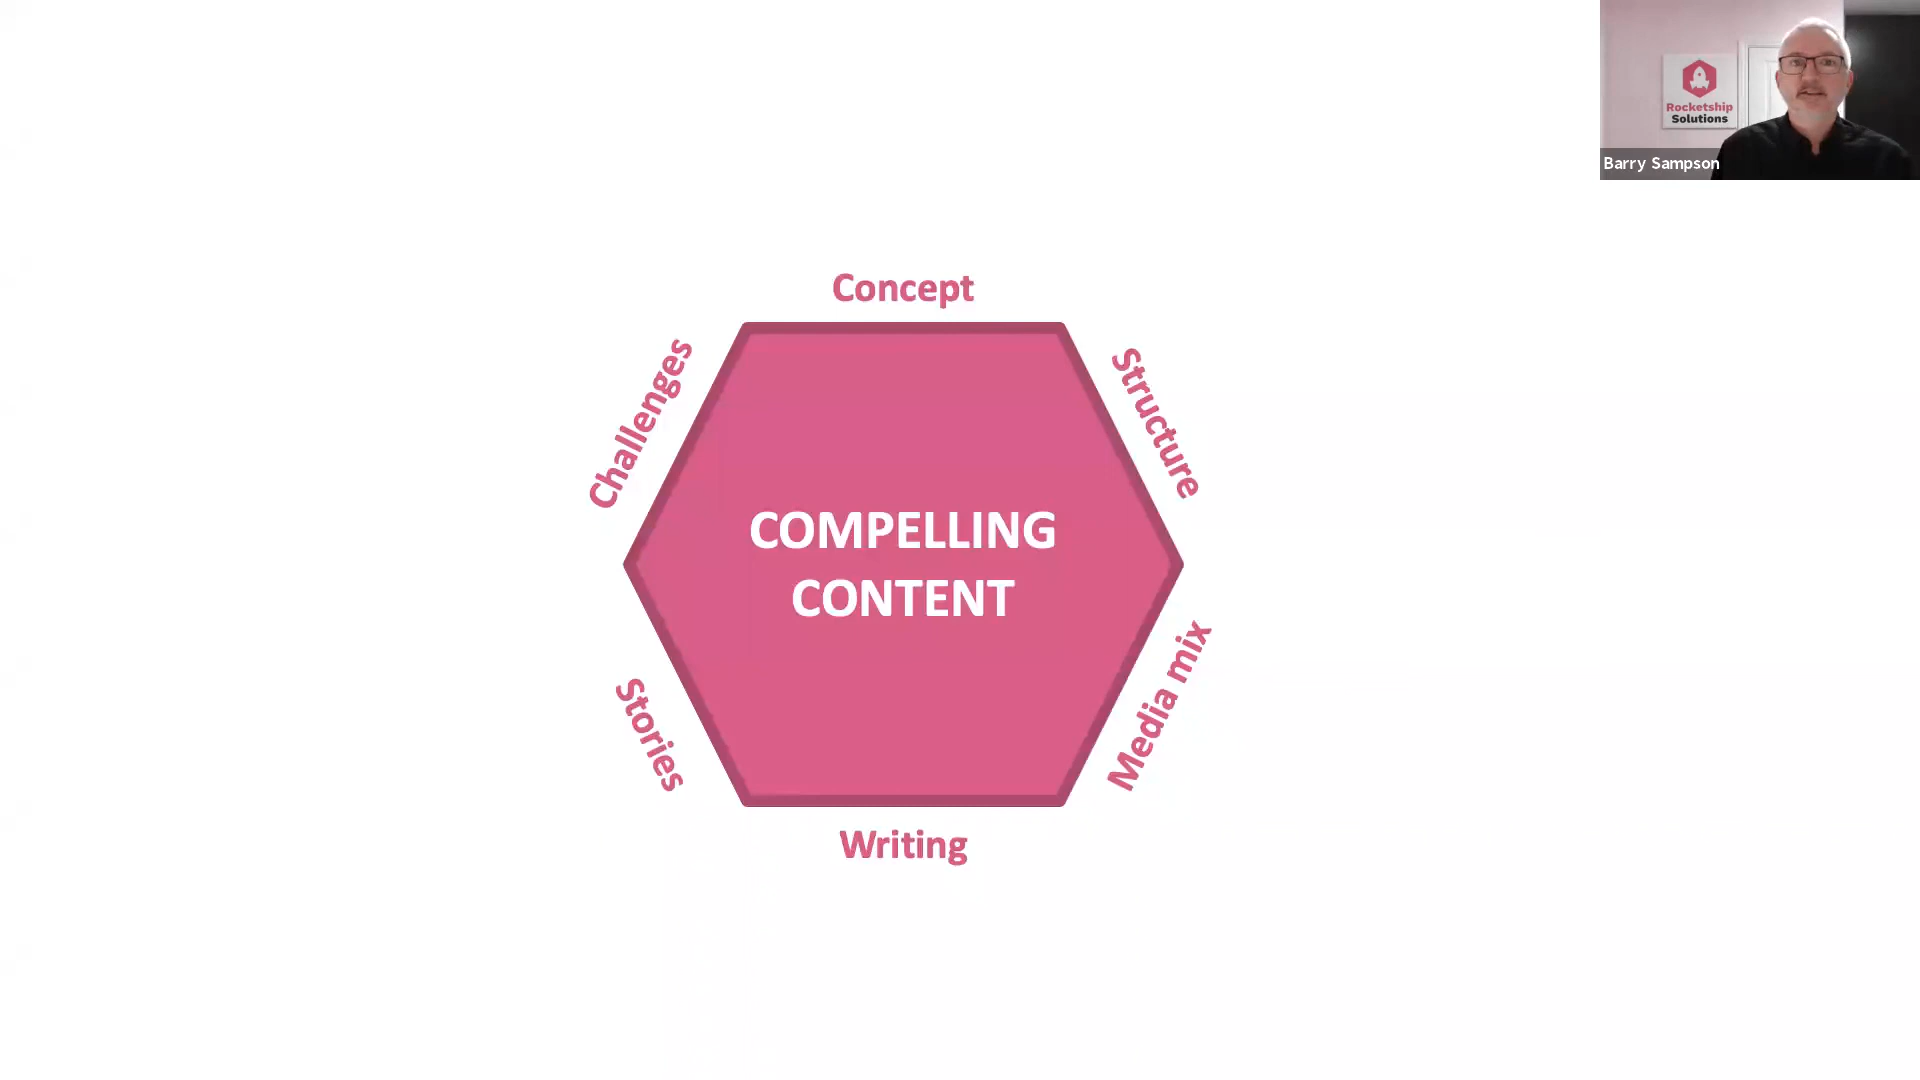 Rocketship
Solutions
Barry Sampson
Concept
Structure
Media mix
Writing
Stories
Challenges
COMPELLING
CONTENT